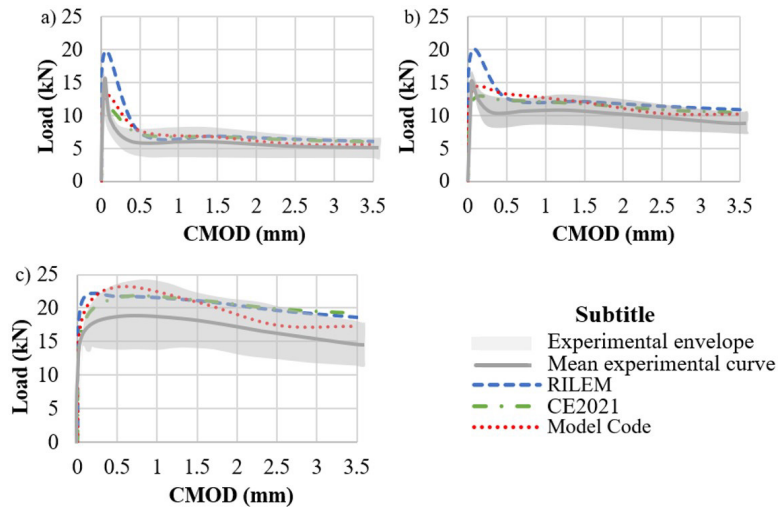 a)
25
20
15
10
5
0
Load (kN)
0 0.5 1 1.5 2 2.5 3 3.5
CMOD (mm)
b)
25
20
15
10
5
0
Load (kN)
0 0.5 1 1.5 2 2.5 3 3.5
CMOD (mm)
c)
25
20
15
10
5
0
Load (kN)
0 0.5 1 1.5 2 2.5 3 3.5
CMOD (mm)
Subtitle
Experimental envelope
Mean experimental curve
RILEM
CE2021
Model Code